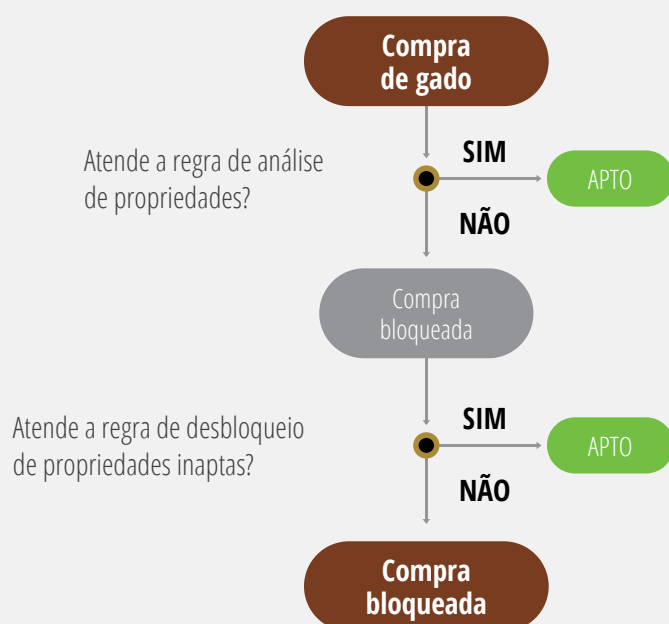 Compra
de gado
Atende a regra de análise
de propriedades?
SIM
APTO
NÃO
Compra
bloqueada
Atende a regra de desbloqueio
de propriedades inaptas?
SIM
APTO
NÃO
Compra
bloqueada